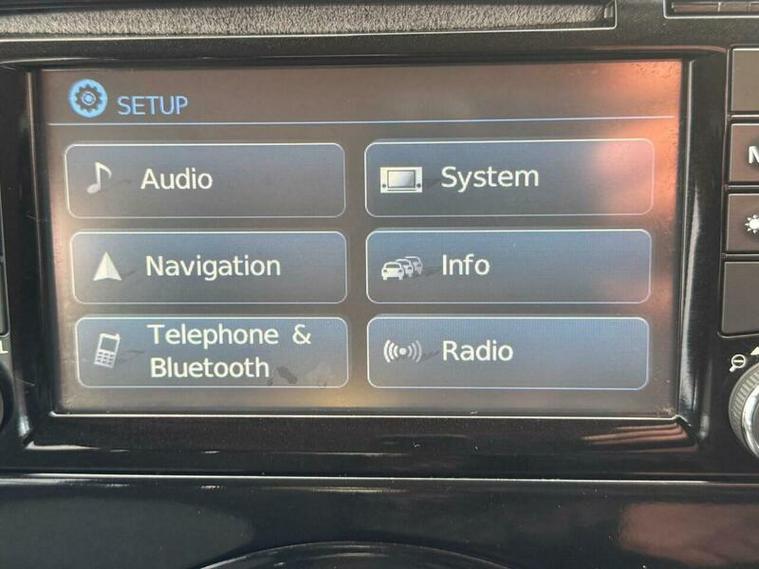 SETUP
Audio
System
Navigation
Info
Telephone &
Bluetooth
Radio